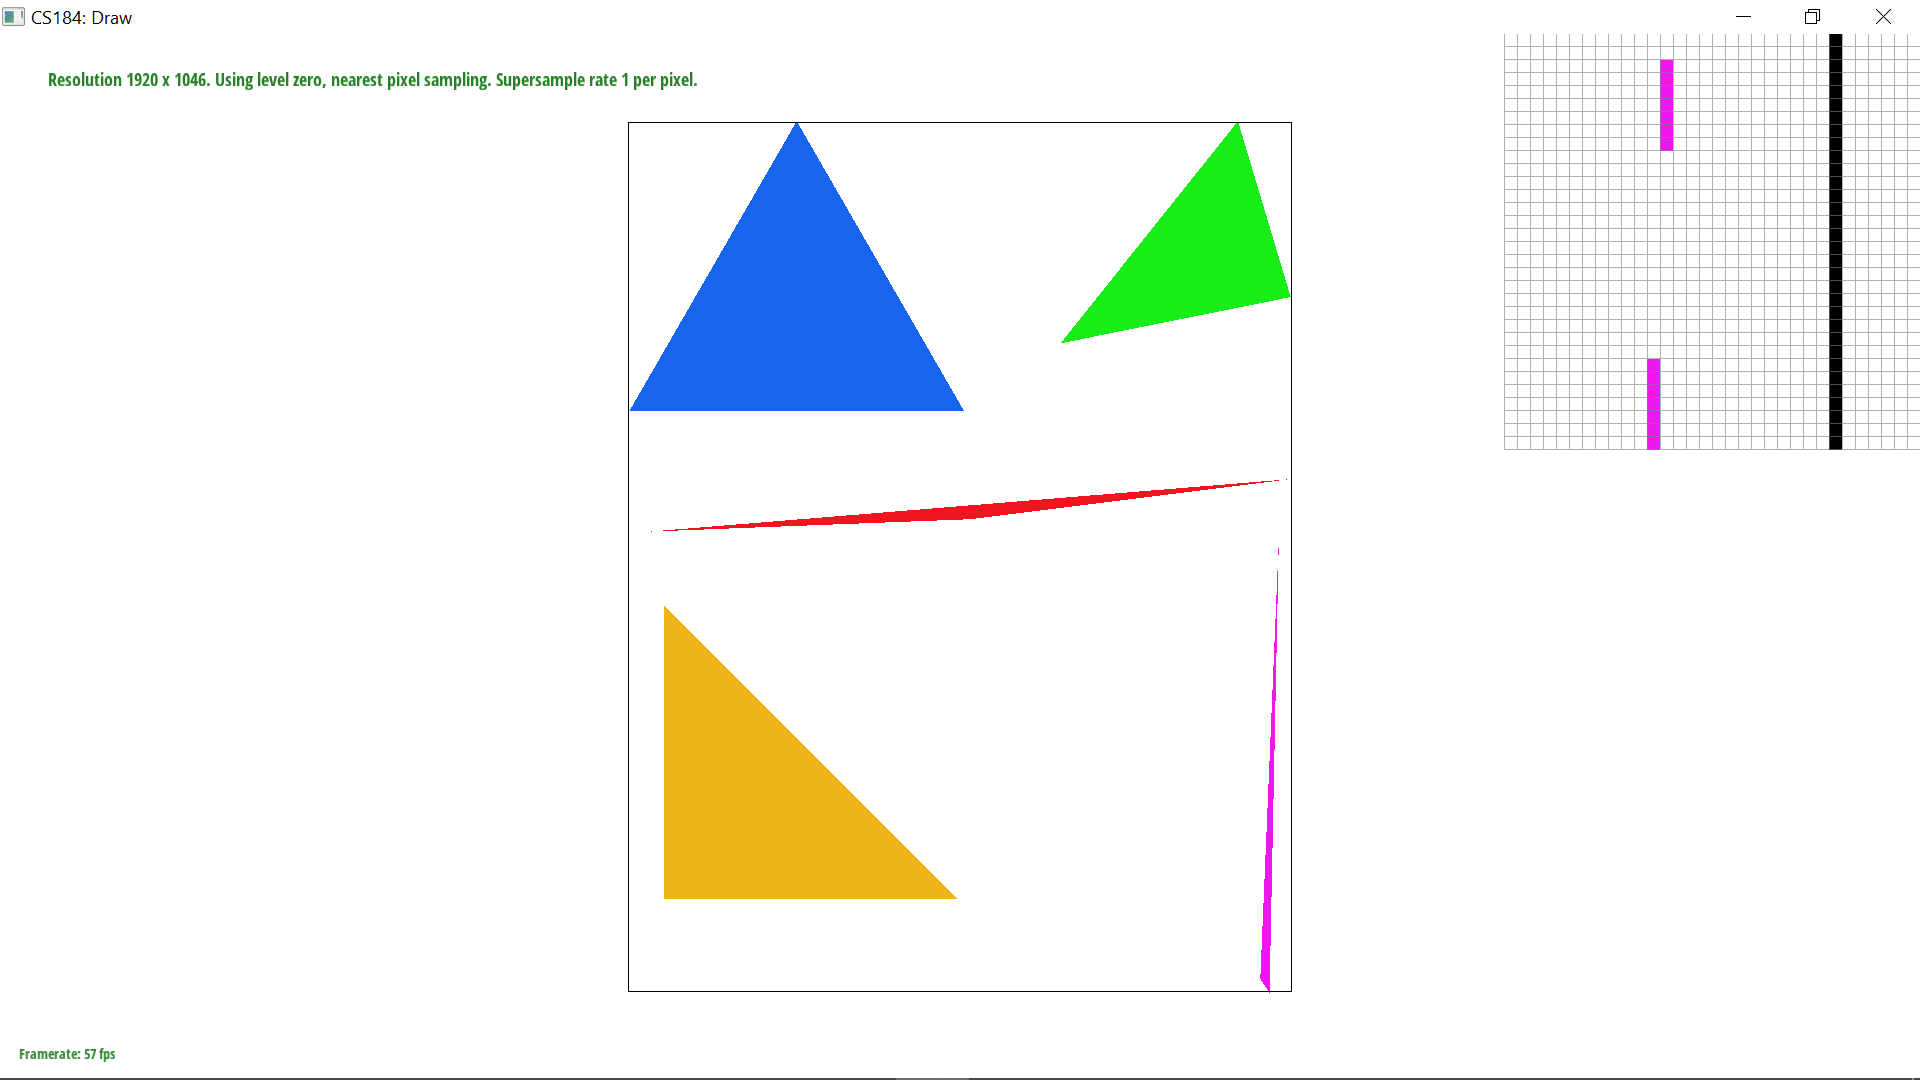 CS184: Draw
Resolution 1920 x 1046. Using level zero, nearest pixel sampling. Supersample rate 1 per pixel.
Framerate: 57 fps